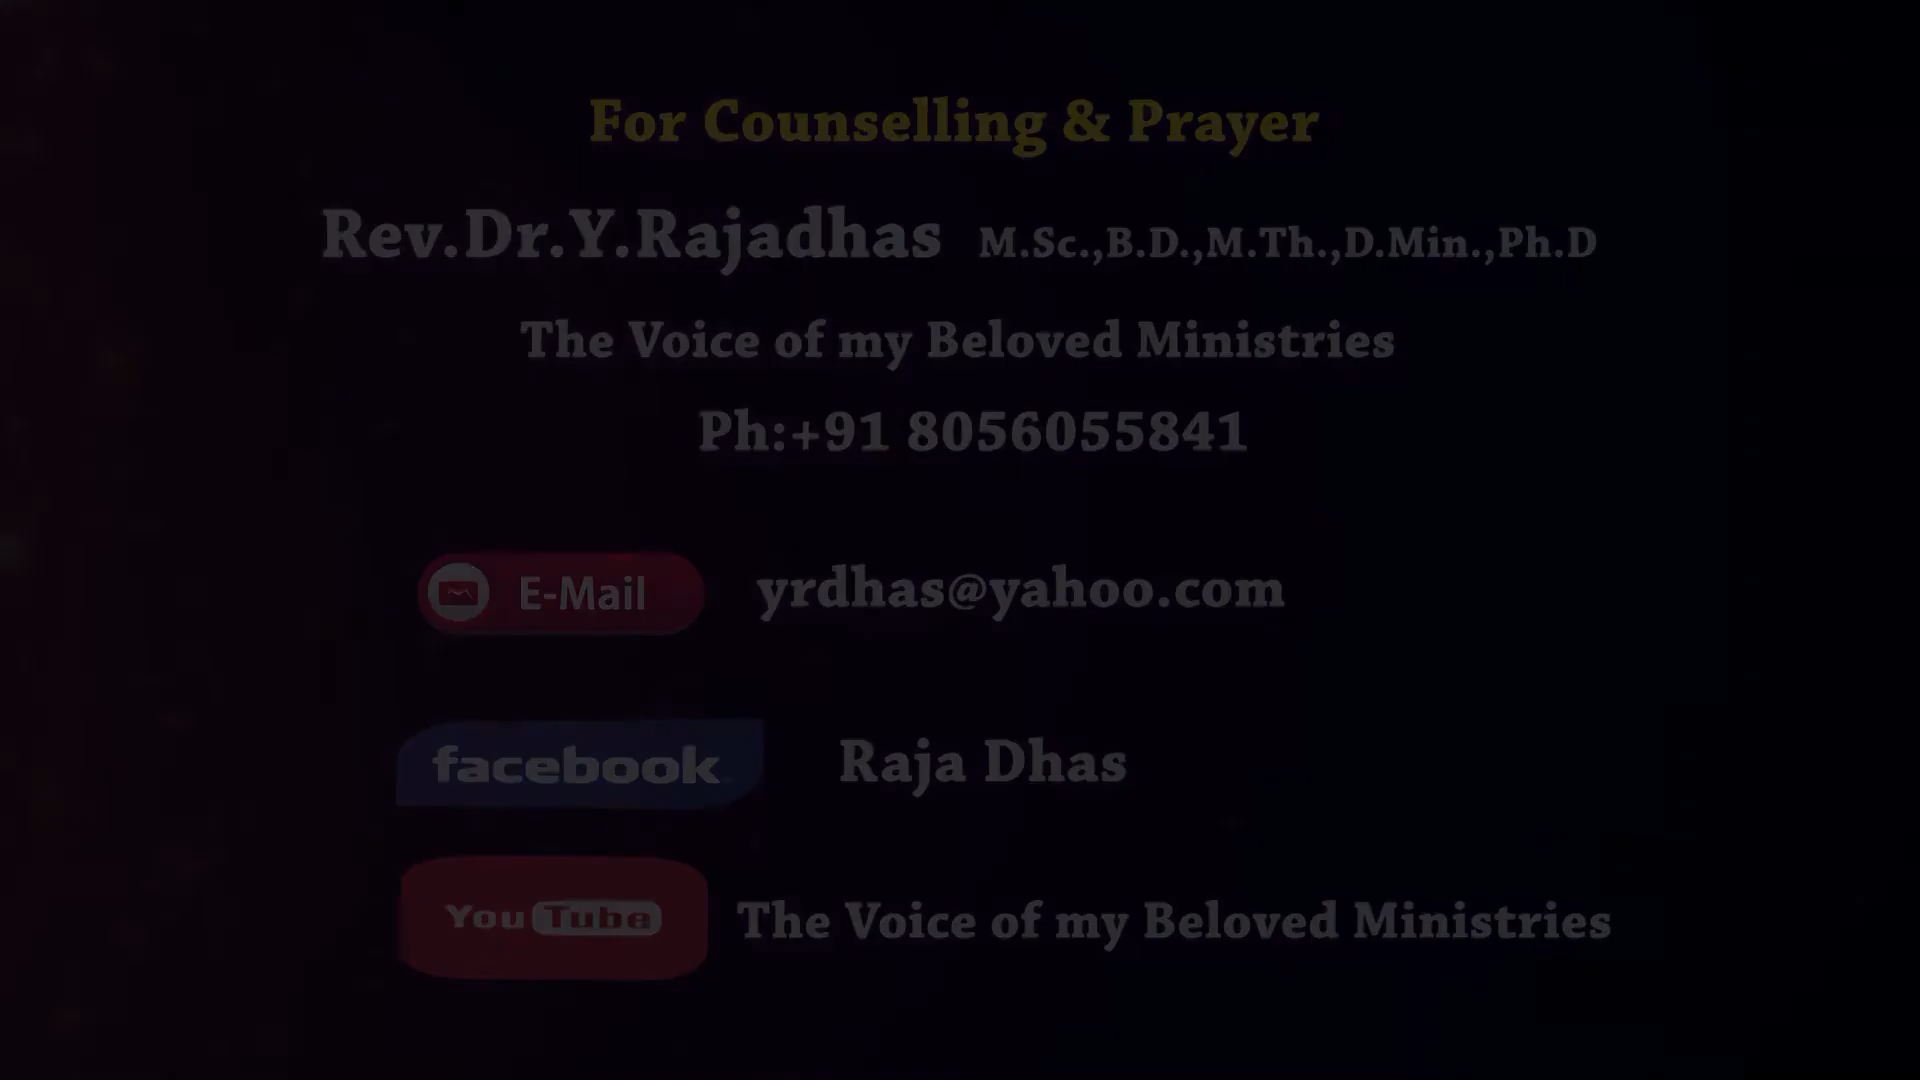 For Counselling & Prayer
Rev.Dr.Y.Rajadhas M.Sc.,B.D.,M.Th.,D.Min.,Ph.D
The Voice of my Beloved Ministries
Ph:+91 8056055841
E-Mail yrdhas@yahoo.com
facebook Raja Dhas
YouTube The Voice of my Beloved Ministries